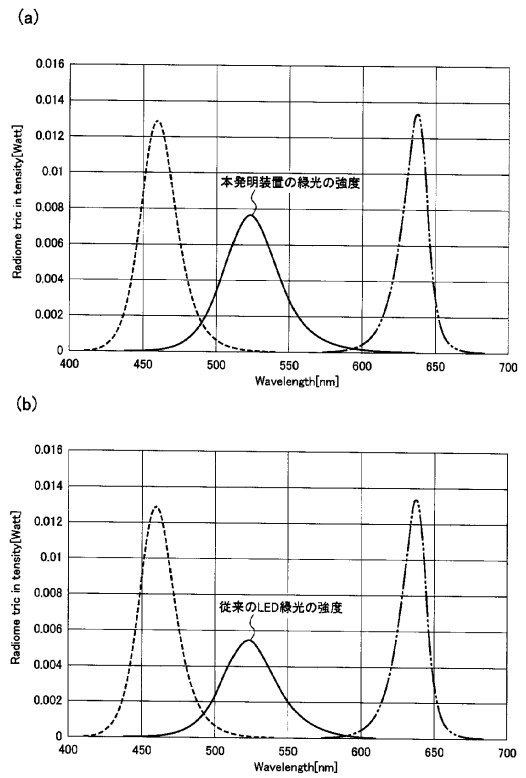 (a)
Radiome tric in tensity[Watt]
0.016
0.014
0.012
0.01
0.008
0.006
0.004
0.002
0
本発明装置の緑光の強度
400 450 500 550 600 650 700
Wavelength[nm]
(b)
Radiome tric in tensity[Watt]
0.016
0.014
0.012
0.01
0.008
0.006
0.004
0.002
0
従来のLED緑光の強度
400 450 500 550 600 650 700
Wavelength[nm]